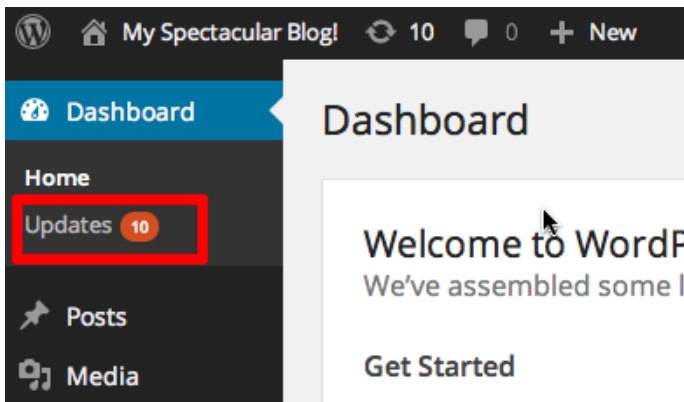 My Spectacular Blog! 10 0 + New
Dashboard
Dashboard
Home
Updates 10
Welcome to WordP
We've assembled some l
Posts
Get Started
Media